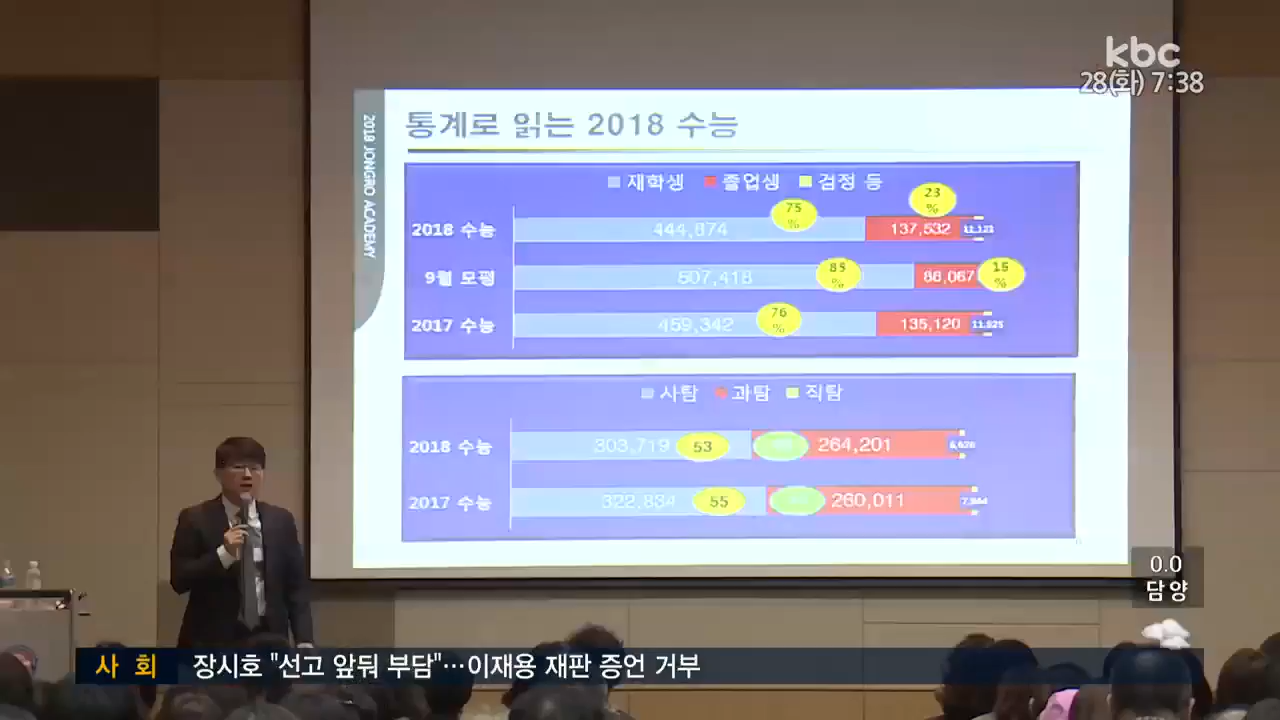 kbc
28(화) 7:38
2018 JONGRO ACADEMY
통계로 읽는 2018 수능
재학생 졸업생 검정 등
75% 23%
2018 수능 444,874 137,532 12,121
85% 15%
9월 모평 507,418 86,067
76%
2017 수능 459,342 135,120 11,525
사탐 과탐 직탐
2018 수능 303,719 53 264,201
2017 수능 322,834 55 260,011
0.0
담양
사 회 장시호 "선고 앞둬 부담"…이재용 재판 증언 거부